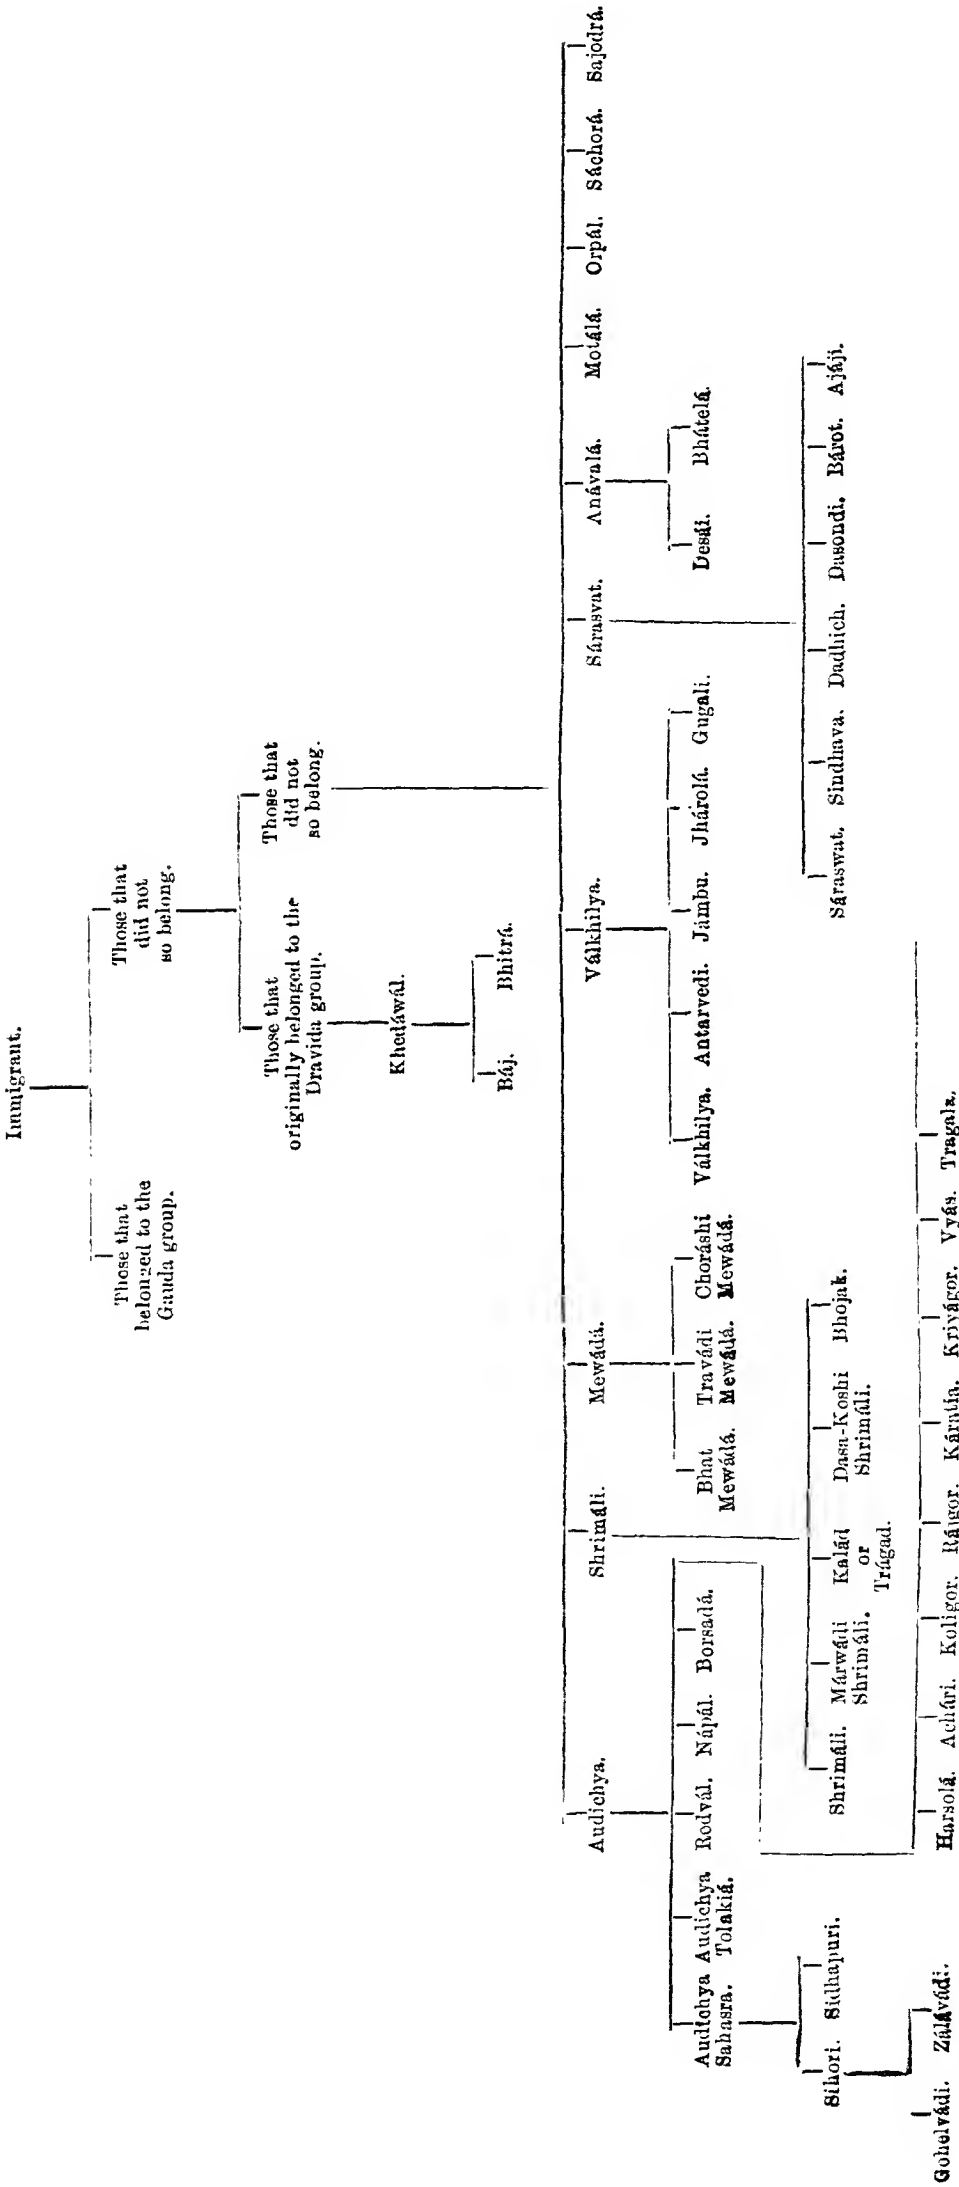 Immigrant.
Those that
belonged to the
Gauda group.
Those that
did not
so belong.
Those that
originally belonged to the
Dravida group.
Those that
did not
so belong.
Khedáwál.
Báj. Bhitrá.
Audichya. Shrimáli. Mewádá. Válkhilya. Sárasvat. Anávalá. Motálá. Orpál. Sáchorá. Sajodrá.
Audichya Audichya Rodvál. Nápál. Borsadá.
Sahasra. Tolakiá.
Bhat Travádi Choráshi
Mewádá. Mewádá. Mewádá.
Válkhilya. Antarvedi. Jámbu. Jhárolá. Gugali.
Desái. Bhátelá.
Sihori. Sidhapuri.
Shrimáli. Márwádi Kalád Dasa-Koshi Bhojak.
Shrimáli. or Shrimáli.
Trágad.
Sáraswat. Sindhava. Dadhich. Dasondi. Bárot. Ajáji.
Gohelvádi. Zálávádi.
Harsolá. Achári. Koligor. Rájgor. Káratia. Kriyágor. Vyás. Tragala.